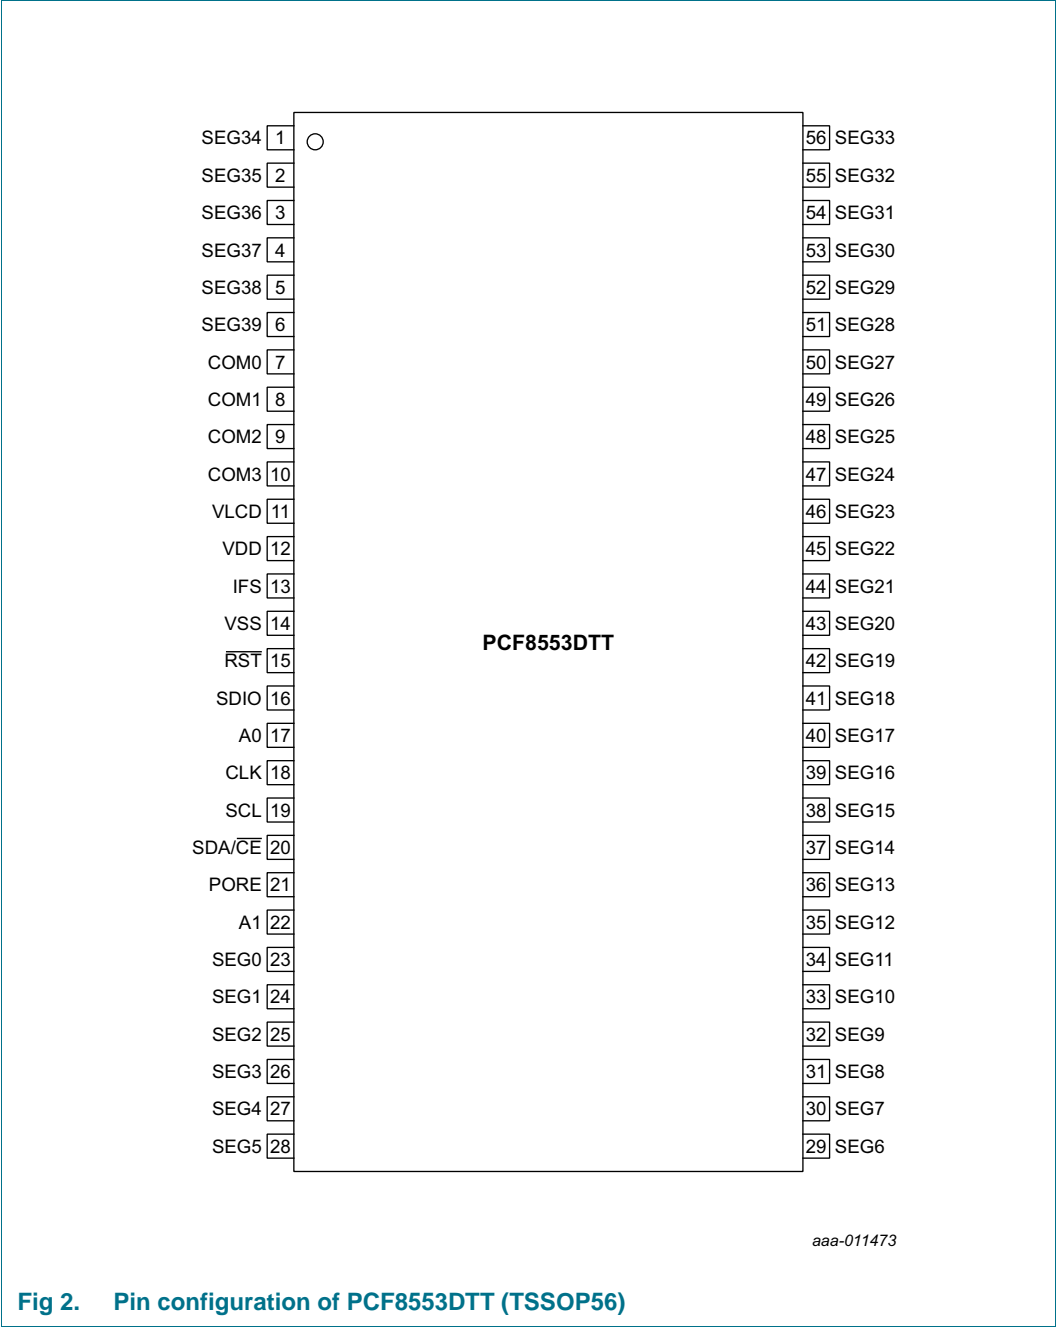 SEG34 1 56 SEG33
SEG35 2 55 SEG32
SEG36 3 54 SEG31
SEG37 4 53 SEG30
SEG38 5 52 SEG29
SEG39 6 51 SEG28
COM0 7 50 SEG27
COM1 8 49 SEG26
COM2 9 48 SEG25
COM3 10 47 SEG24
VLCD 11 46 SEG23
VDD 12 45 SEG22
IFS 13 44 SEG21
VSS 14 43 SEG20
PCF8553DTT
R̅S̅T̅ 15 42 SEG19
SDIO 16 41 SEG18
A0 17 40 SEG17
CLK 18 39 SEG16
SCL 19 38 SEG15
SDA/C̅E̅ 20 37 SEG14
PORE 21 36 SEG13
A1 22 35 SEG12
SEG0 23 34 SEG11
SEG1 24 33 SEG10
SEG2 25 32 SEG9
SEG3 26 31 SEG8
SEG4 27 30 SEG7
SEG5 28 29 SEG6
aaa-011473
Fig 2. Pin configuration of PCF8553DTT (TSSOP56)